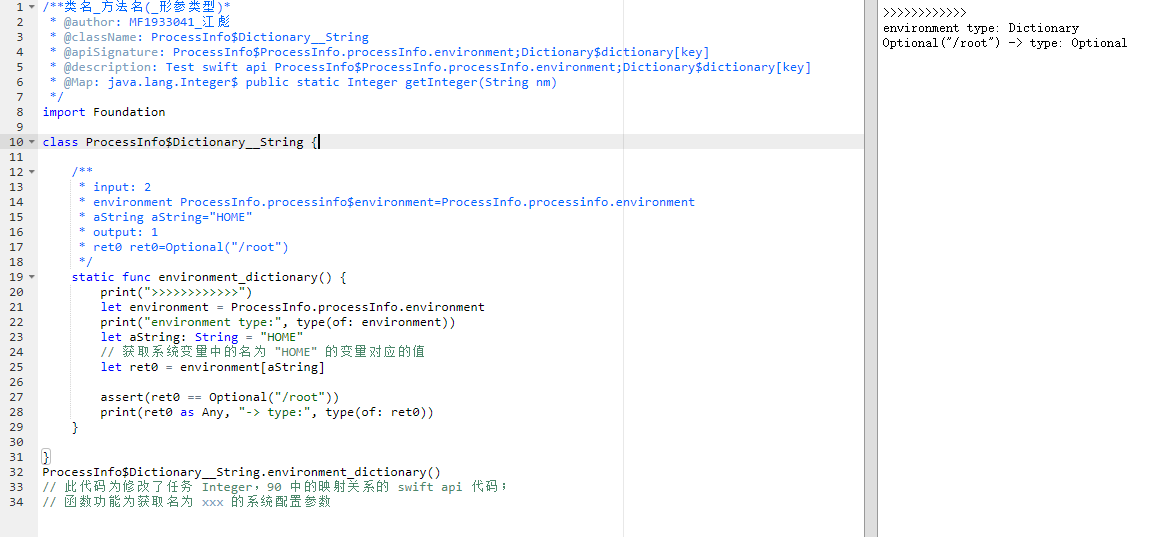 1 /**类名_方法名(_形参类型)*
2 * @author: MF1933041_江彪
3 * @className: ProcessInfo$Dictionary__String
4 * @apiSignature: ProcessInfo$ProcessInfo.processInfo.environment;Dictionary$dictionary[key]
5 * @description: Test swift api ProcessInfo$ProcessInfo.processInfo.environment;Dictionary$dictionary[key]
6 * @Map: java.lang.Integer$ public static Integer getInteger(String nm)
7 */
8 import Foundation
9
10 class ProcessInfo$Dictionary__String {
11
12 /**
13 * input: 2
14 * environment ProcessInfo.processinfo$environment=ProcessInfo.processinfo.environment
15 * aString aString="HOME"
16 * output: 1
17 * ret0 ret0=Optional("/root")
18 */
19 static func environment_dictionary() {
20 print(">>>>>>>>>>>>")
21 let environment = ProcessInfo.processInfo.environment
22 print("environment type:", type(of: environment))
23 let aString: String = "HOME"
24 // 获取系统变量中的名为 "HOME" 的变量对应的值
25 let ret0 = environment[aString]
26
27 assert(ret0 == Optional("/root"))
28 print(ret0 as Any, "-> type:", type(of: ret0))
29 }
30
31 }
32 ProcessInfo$Dictionary__String.environment_dictionary()
33 // 此代码为修改了任务 Integer，90 中的映射关系的 swift api 代码；
34 // 函数功能为获取名为 xxx 的系统配置参数
>>>>>>>>>>>>
environment type: Dictionary
Optional("/root") -> type: Optional